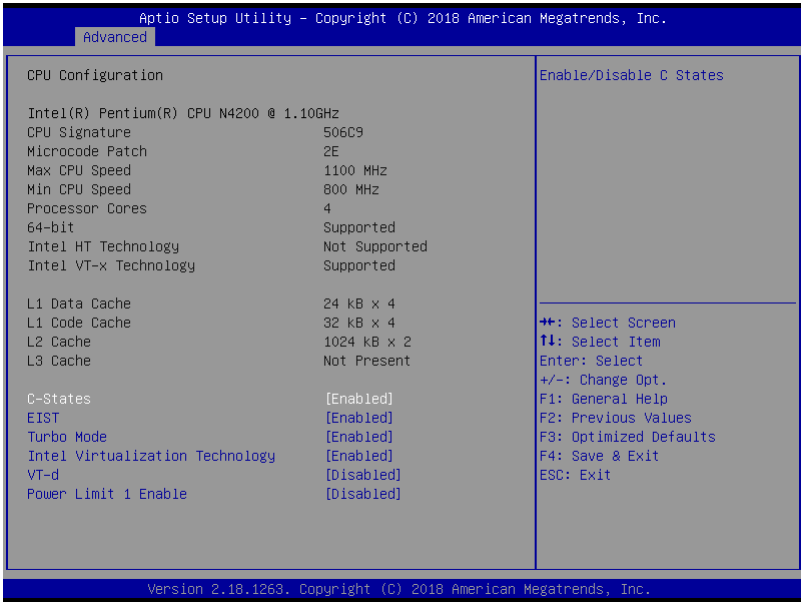 Aptio Setup Utility – Copyright (C) 2018 American Megatrends, Inc.
Advanced
CPU Configuration
Intel(R) Pentium(R) CPU N4200 @ 1.10GHz
CPU Signature 506C9
Microcode Patch 2E
Max CPU Speed 1100 MHz
Min CPU Speed 800 MHz
Processor Cores 4
64-bit Supported
Intel HT Technology Not Supported
Intel VT-x Technology Supported
L1 Data Cache 24 kB x 4
L1 Code Cache 32 kB x 4
L2 Cache 1024 kB x 2
L3 Cache Not Present
C-States [Enabled]
EIST [Enabled]
Turbo Mode [Enabled]
Intel Virtualization Technology [Enabled]
VT-d [Disabled]
Power Limit 1 Enable [Disabled]
Enable/Disable C States
→←: Select Screen
↑↓: Select Item
Enter: Select
+/-: Change Opt.
F1: General Help
F2: Previous Values
F3: Optimized Defaults
F4: Save & Exit
ESC: Exit
Version 2.18.1263. Copyright (C) 2018 American Megatrends, Inc.